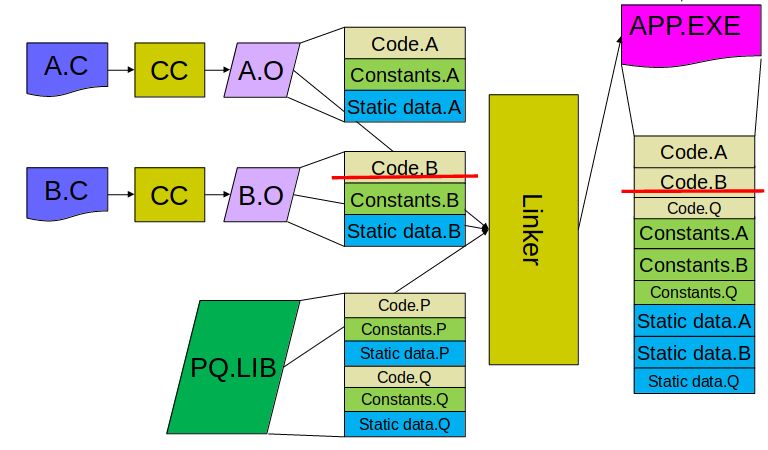 A.C
CC
A.O
Code.A
Constants.A
Static data.A
B.C
CC
B.O
Code.B
Constants.B
Static data.B
PQ.LIB
Code.P
Constants.P
Static data.P
Code.Q
Constants.Q
Static data.Q
Linker
APP.EXE
Code.A
Code.B
Code.Q
Constants.A
Constants.B
Constants.Q
Static data.A
Static data.B
Static data.Q